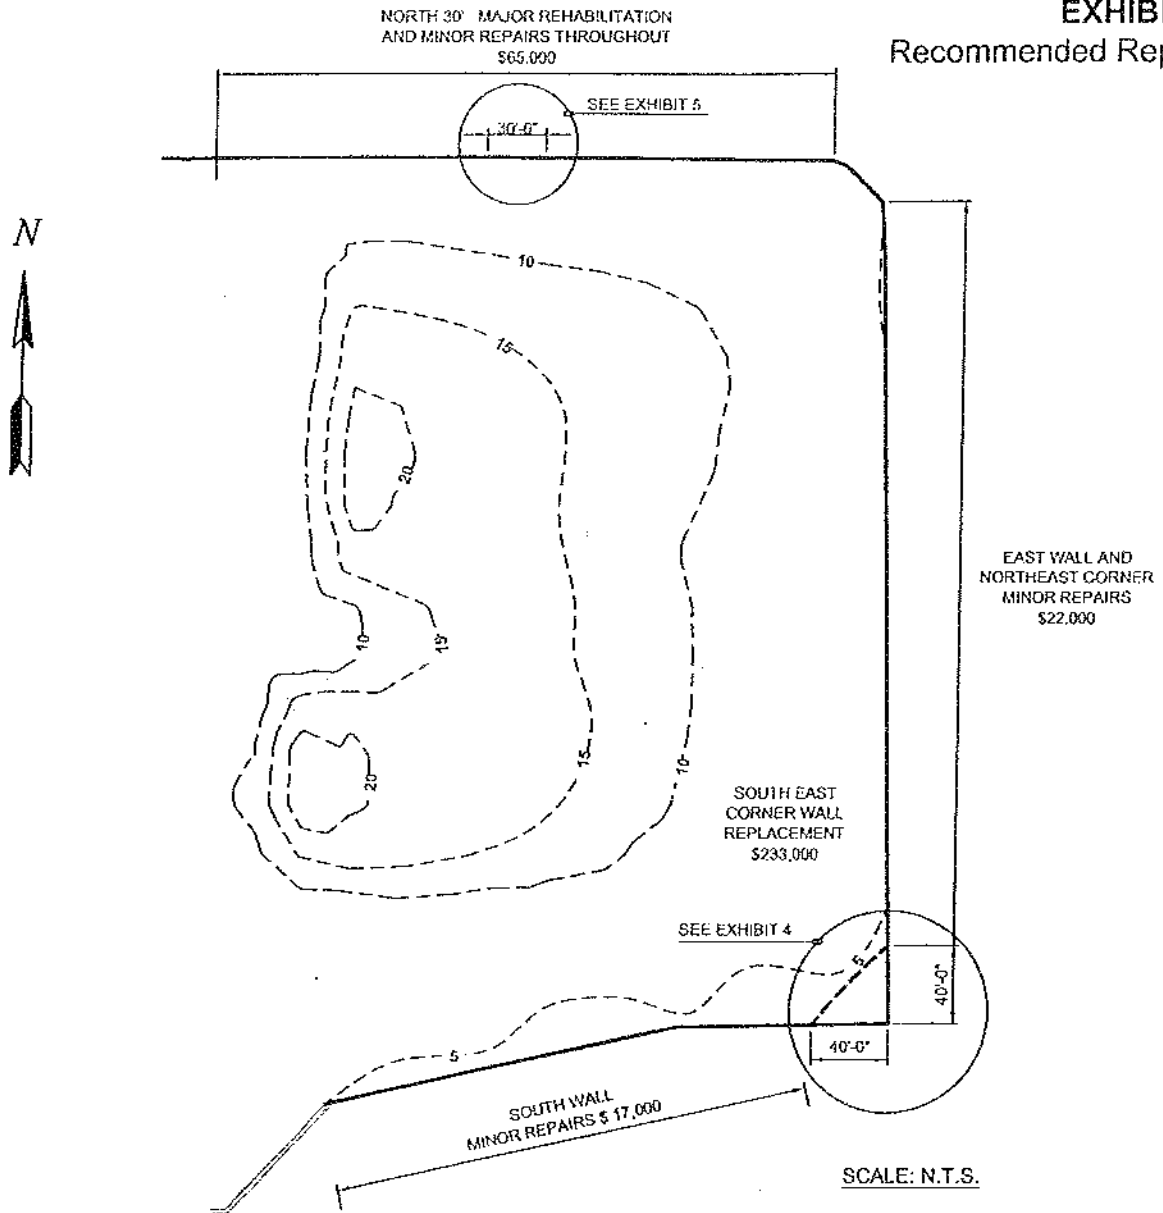 EXHIB
Recommended Rep
NORTH 30' MAJOR REHABILITATION
AND MINOR REPAIRS THROUGHOUT
$65,000
SEE EXHIBIT 5
30'-0"
N
10
15
20
10
15
20
15
10
EAST WALL AND
NORTHEAST CORNER
MINOR REPAIRS
$22,000
SOUTH EAST
CORNER WALL
REPLACEMENT
$233,000
SEE EXHIBIT 4
5
40'-0"
40'-0"
5
SOUTH WALL
MINOR REPAIRS $ 17,000
SCALE: N.T.S.